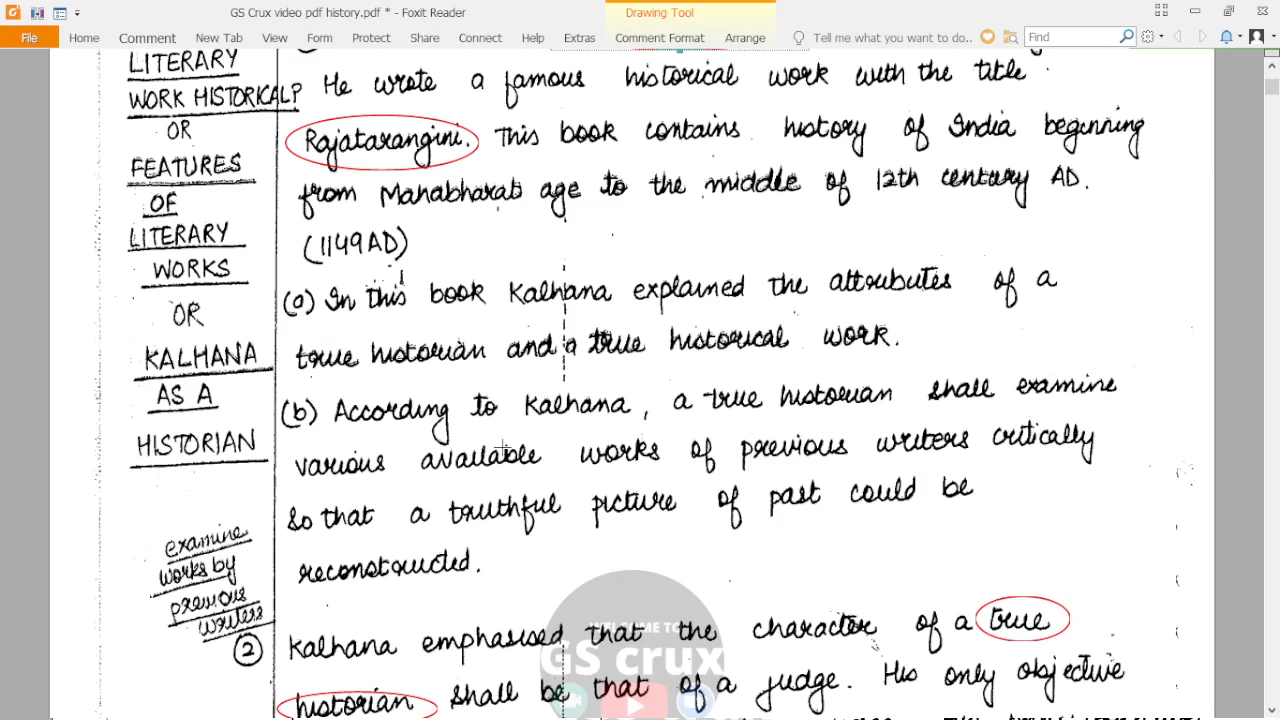 GS Crux video pdf history.pdf * - Foxit Reader
Drawing Tool
File Home Comment New Tab View Form Protect Share Connect Help Extras Comment Format Arrange Tell me what you want to do.. Find
LITERARY
WORK HISTORICAL?
OR
FEATURES
OF
LITERARY
WORKS
OR
KALHANA
AS A
HISTORIAN
examine
works by
previous
writers
2
He wrote a famous historical work with the title
Rajatarangini. This book contains history of India beginning
from Mahabharat age to the middle of 12th century AD.
(1149AD)
(a) In this book Kalhana explained the attributes of a
true historian and a true historical work.
(b) According to Kalhana, a true historian shall examine
various available works of previous writers critically
so that a truthful picture of past could be
reconstructed.
Kalhana emphasised that the character of a true
historian shall be that of a judge. His only objective
WELCOME TO
GS crux